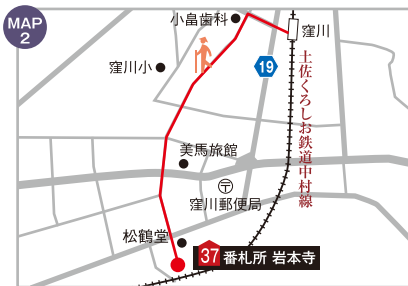 MAP
2
小畠歯科
窪川
窪川小
19
土佐くろしお鉄道中村線
美馬旅館
〒
窪川郵便局
松鶴堂
37 番札所 岩本寺